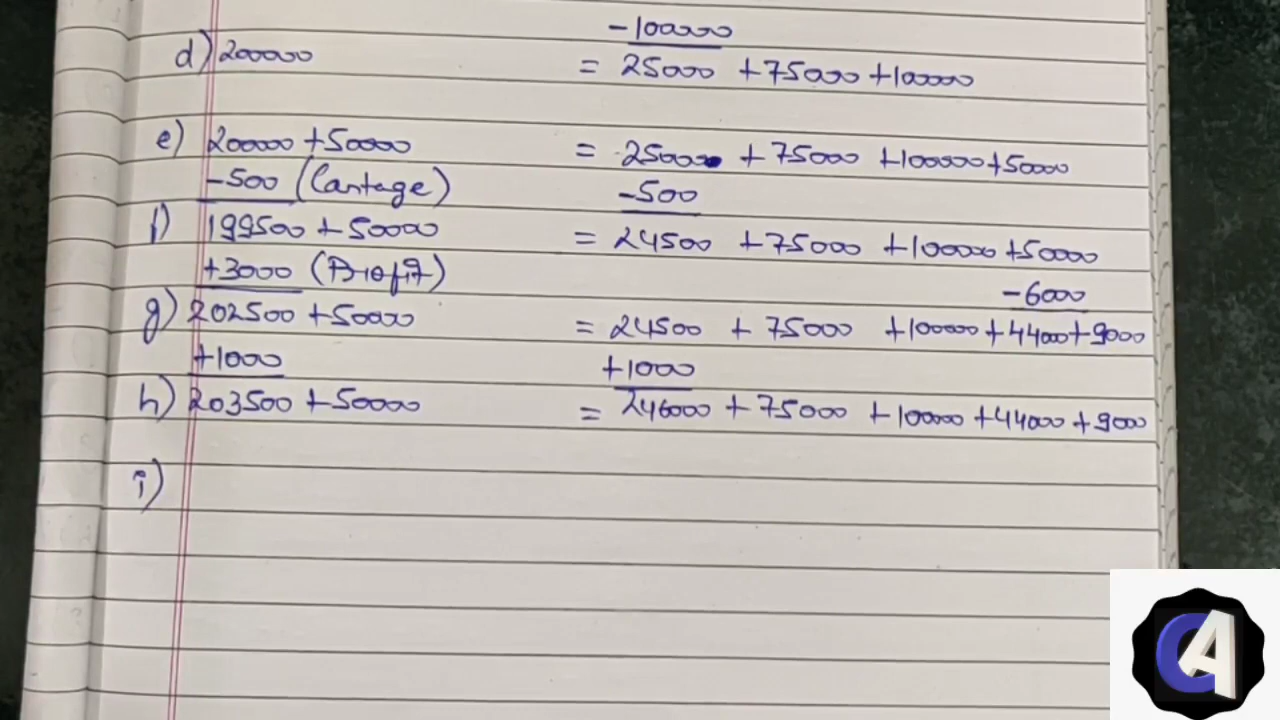 -100000
d) 200000 = 25000 +75000 +100000
e) 200000 +50000 = 25000 + 75000 +100000+50000
-500 (Cartage) -500
f) 199500 +50000 = 24500 +75000 +100000+50000
+3000 (Profit) -6000
g) 202500 +50000 = 24500 + 75000 +100000+44000+9000
+1000 +1000
h) 203500 +50000 = 246000 + 75000 +100000 +44000 +9000
i)
CA